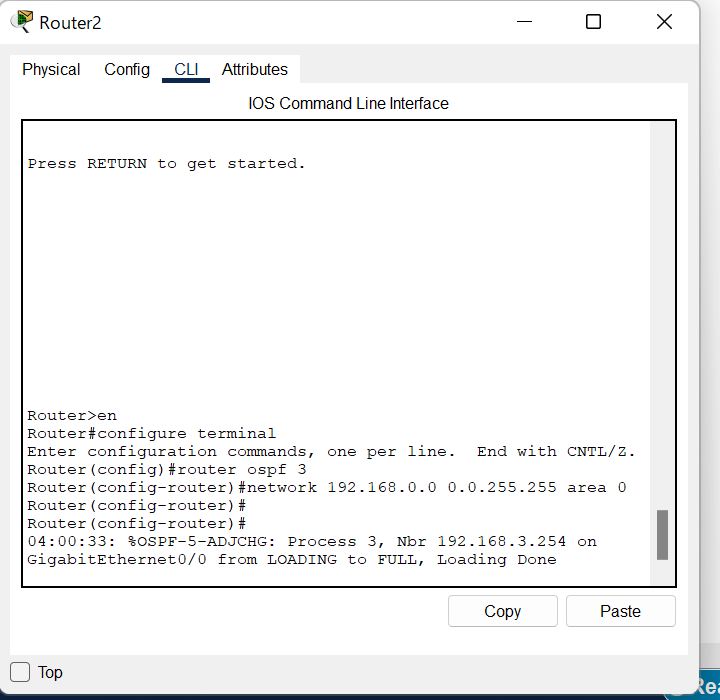 Router2
Physical Config CLI Attributes
IOS Command Line Interface
Press RETURN to get started.
Router>en
Router#configure terminal
Enter configuration commands, one per line.  End with CNTL/Z.
Router(config)#router ospf 3
Router(config-router)#network 192.168.0.0 0.0.255.255 area 0
Router(config-router)#
Router(config-router)#
04:00:33: %OSPF-5-ADJCHG: Process 3, Nbr 192.168.3.254 on
GigabitEthernet0/0 from LOADING to FULL, Loading Done
Copy Paste
Top